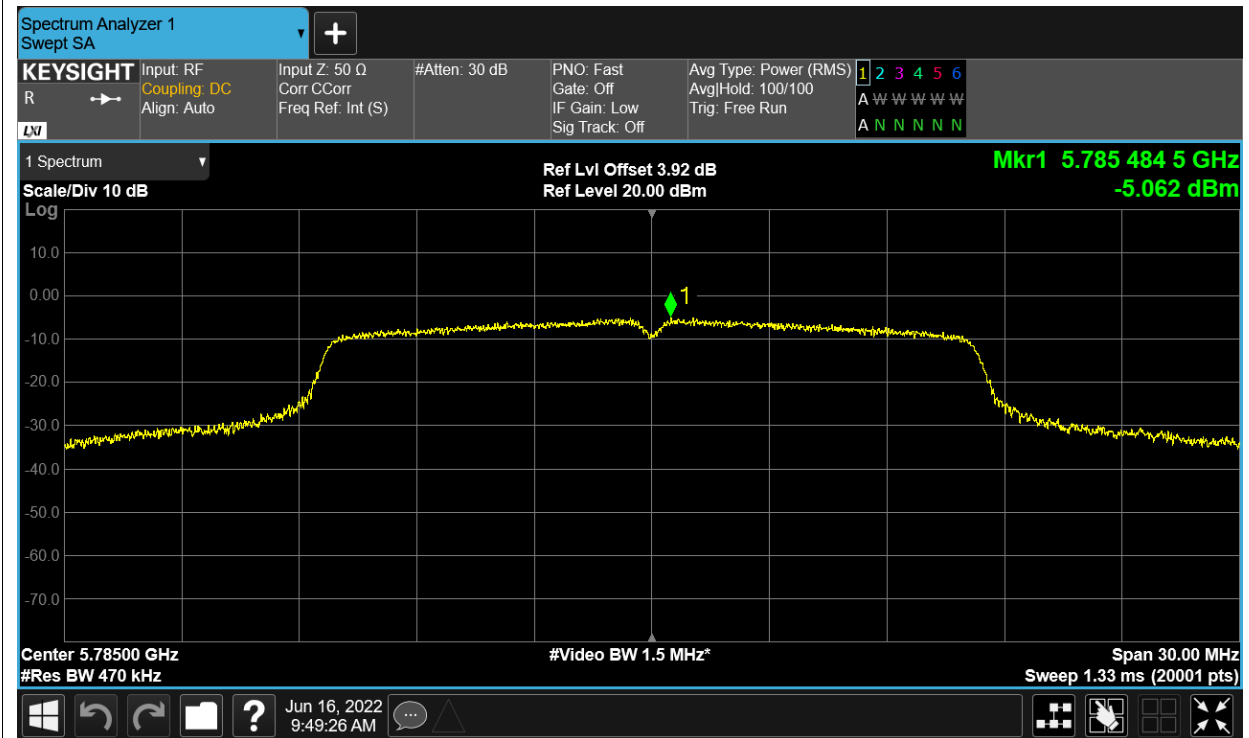 Spectrum Analyzer 1
Swept SA
KEYSIGHT
R
LXI
Input: RF
Coupling: DC
Align: Auto
Input Z: 50 Ω
Corr CCorr
Freq Ref: Int (S)
#Atten: 30 dB
PNO: Fast
Gate: Off
IF Gain: Low
Sig Track: Off
Avg Type: Power (RMS)
Avg|Hold: 100/100
Trig: Free Run
1 2 3 4 5 6
A W W W W W
A N N N N N
1 Spectrum
Scale/Div 10 dB
Ref Lvl Offset 3.92 dB
Ref Level 20.00 dBm
Mkr1 5.785 484 5 GHz
-5.062 dBm
Log
10.0
0.00
-10.0
-20.0
-30.0
-40.0
-50.0
-60.0
-70.0
1
Center 5.78500 GHz
#Res BW 470 kHz
#Video BW 1.5 MHz*
Span 30.00 MHz
Sweep 1.33 ms (20001 pts)
?
Jun 16, 2022
9:49:26 AM